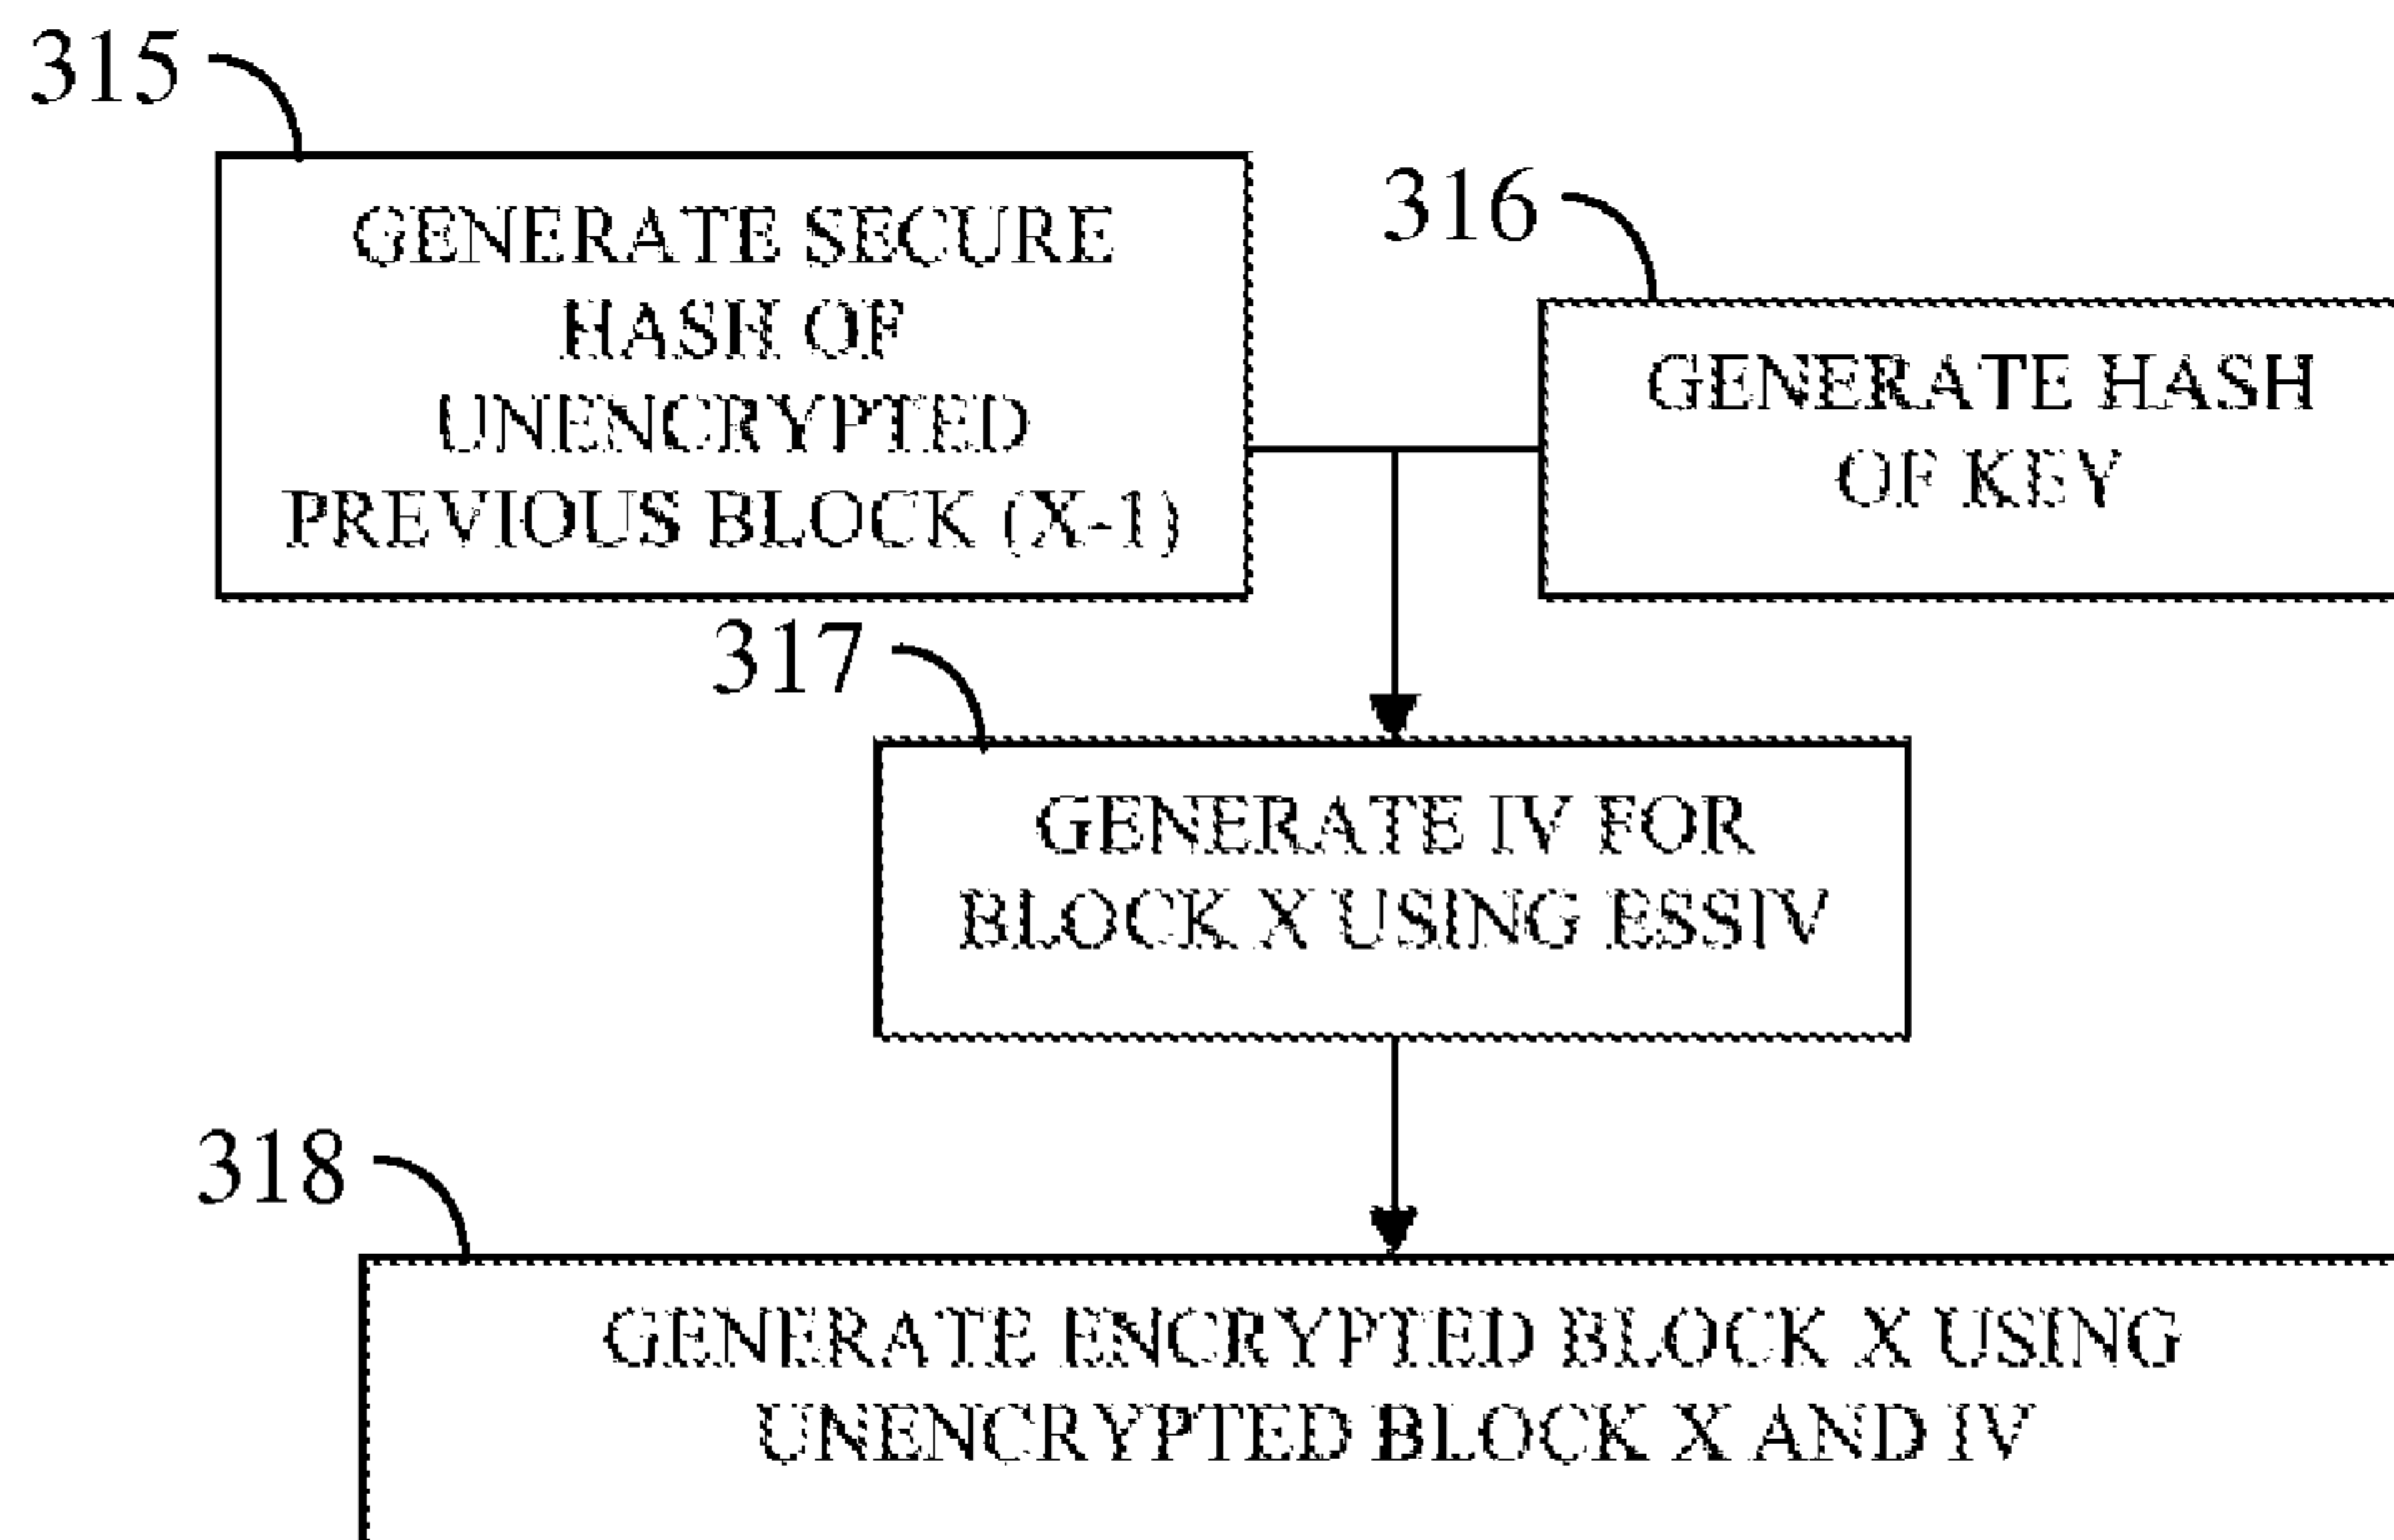 315
GENERATE SECURE
HASH OF
UNENCRYPTED
PREVIOUS BLOCK (X-1)
316
GENERATE HASH
OF KEY
317
GENERATE IV FOR
BLOCK X USING ESSIV
318
GENERATE ENCRYPTED BLOCK X USING
UNENCRYPTED BLOCK X AND IV